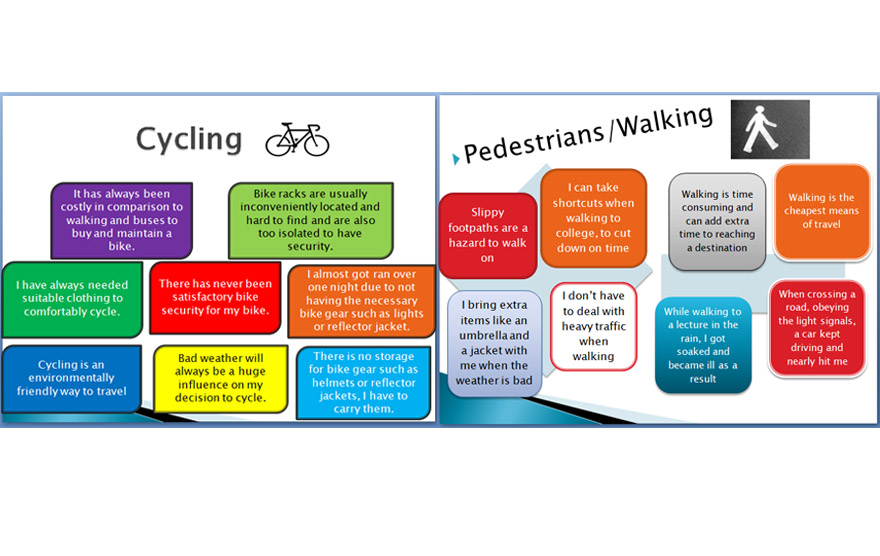 Cycling
It has always been
costly in comparison to
walking and buses to
buy and maintain a
bike.
Bike racks are usually
inconveniently located and
hard to find and are also
too isolated to have
security.
I have always needed
suitable clothing to
comfortably cycle.
There has never been
satisfactory bike
security for my bike.
I almost got ran over
one night due to not
having the necessary
bike gear such as lights
or reflector jacket.
Cycling is an
environmentally
friendly way to travel
Bad weather will
always be a huge
influence on my
decision to cycle.
There is no storage
for bike gear such as
helmets or reflector
jackets, I have to
carry them.
Pedestrians/Walking
Slippy
footpaths are a
hazard to walk
on
I can take
shortcuts when
walking to
college, to cut
down on time
Walking is time
consuming and
can add extra
time to reaching
a destination
Walking is the
cheapest means
of travel
I bring extra
items like an
umbrella and
a jacket with
me when the
weather is bad
I don't have
to deal with
heavy traffic
when
walking
While walking to
a lecture in the
rain, I got
soaked and
became ill as a
result
When crossing a
road, obeying
the light signals,
a car kept
driving and
nearly hit me